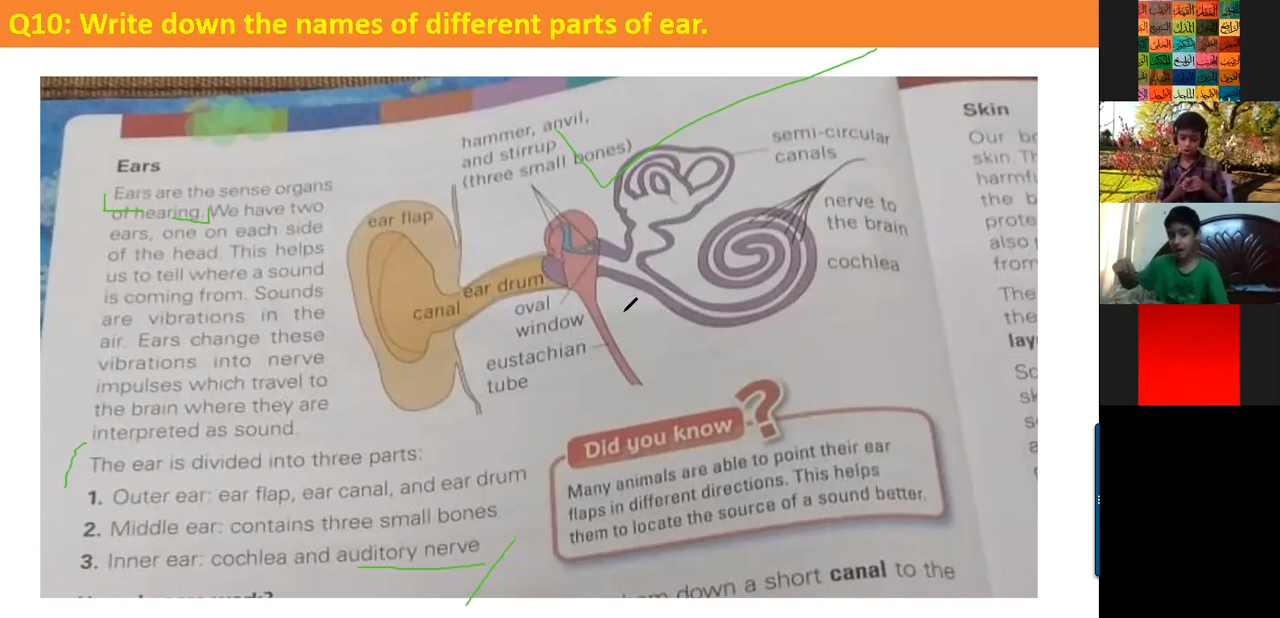 Q10: Write down the names of different parts of ear.
Ears
Ears are the sense organs
of hearing. We have two
ears, one on each side
of the head. This helps
us to tell where a sound
is coming from. Sounds
are vibrations in the
air. Ears change these
vibrations into nerve
impulses which travel to
the brain where they are
interpreted as sound.
The ear is divided into three parts:
1. Outer ear: ear flap, ear canal, and ear drum
2. Middle ear: contains three small bones
3. Inner ear: cochlea and auditory nerve
hammer, anvil,
and stirrup
(three small bones)
ear flap
canal
ear drum
oval
window
eustachian
tube
semi-circular
canals
nerve to
the brain
cochlea
Did you know
?
Many animals are able to point their ear
flaps in different directions. This helps
them to locate the source of a sound better.
down a short canal to the
Skin
Our
skin.
the
also
from
The
the